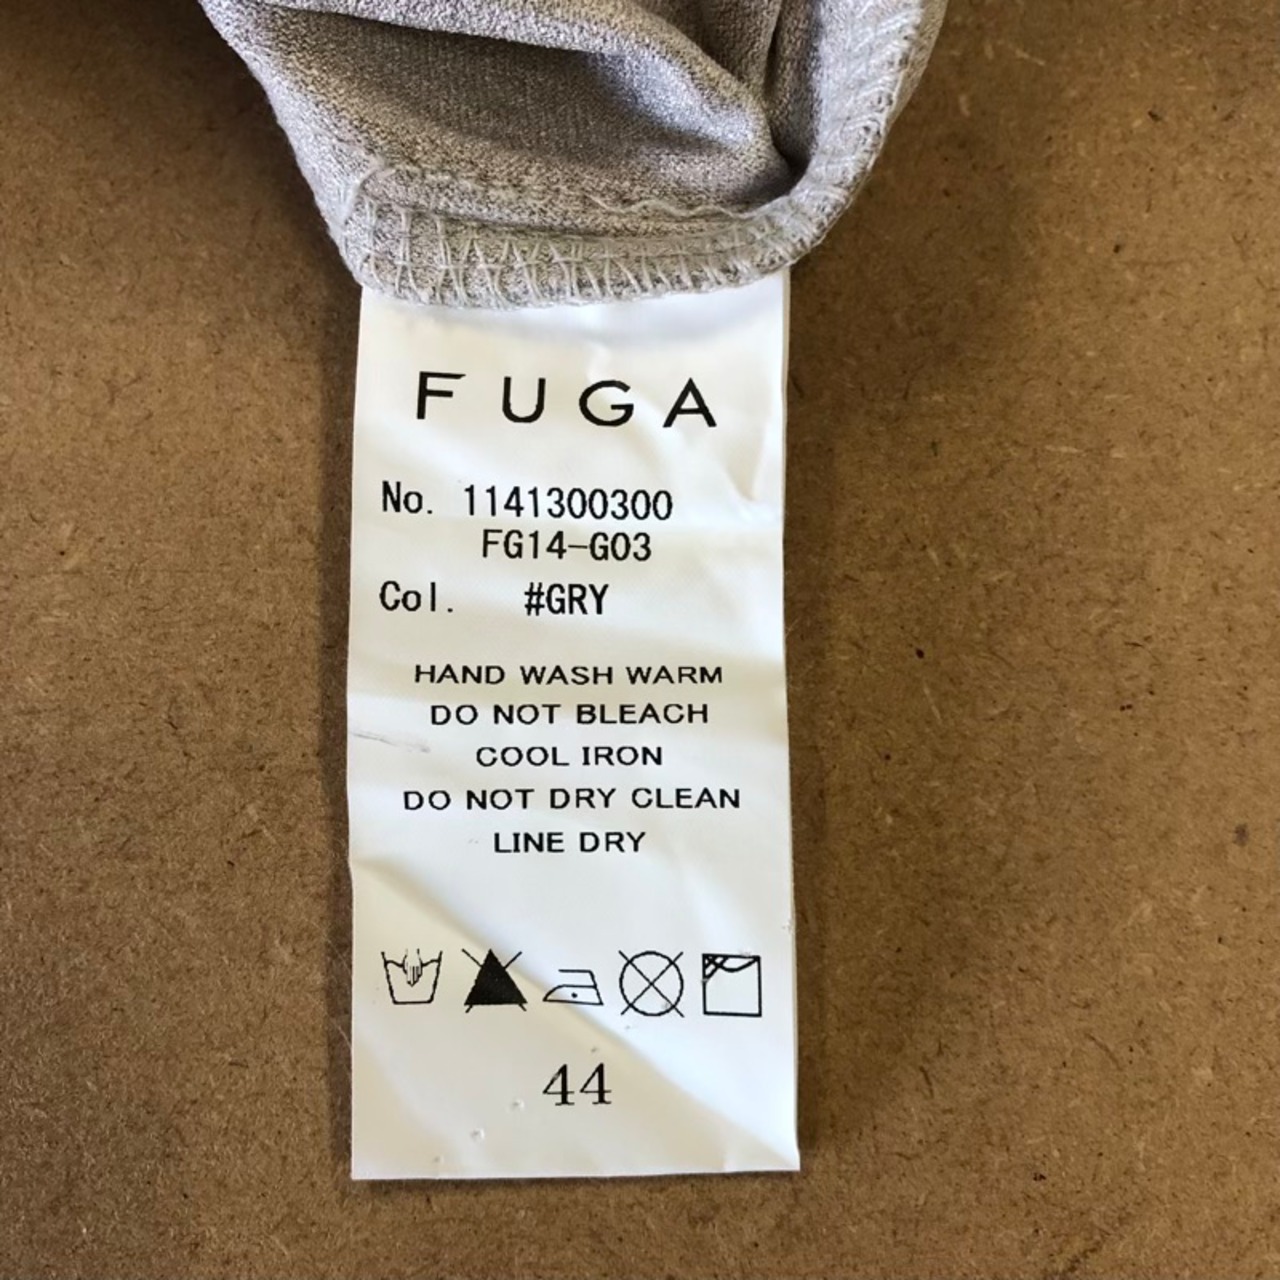 FUGA
No. 1141300300
FG14-G03
Col. #GRY
HAND WASH WARM
DO NOT BLEACH
COOL IRON
DO NOT DRY CLEAN
LINE DRY
44